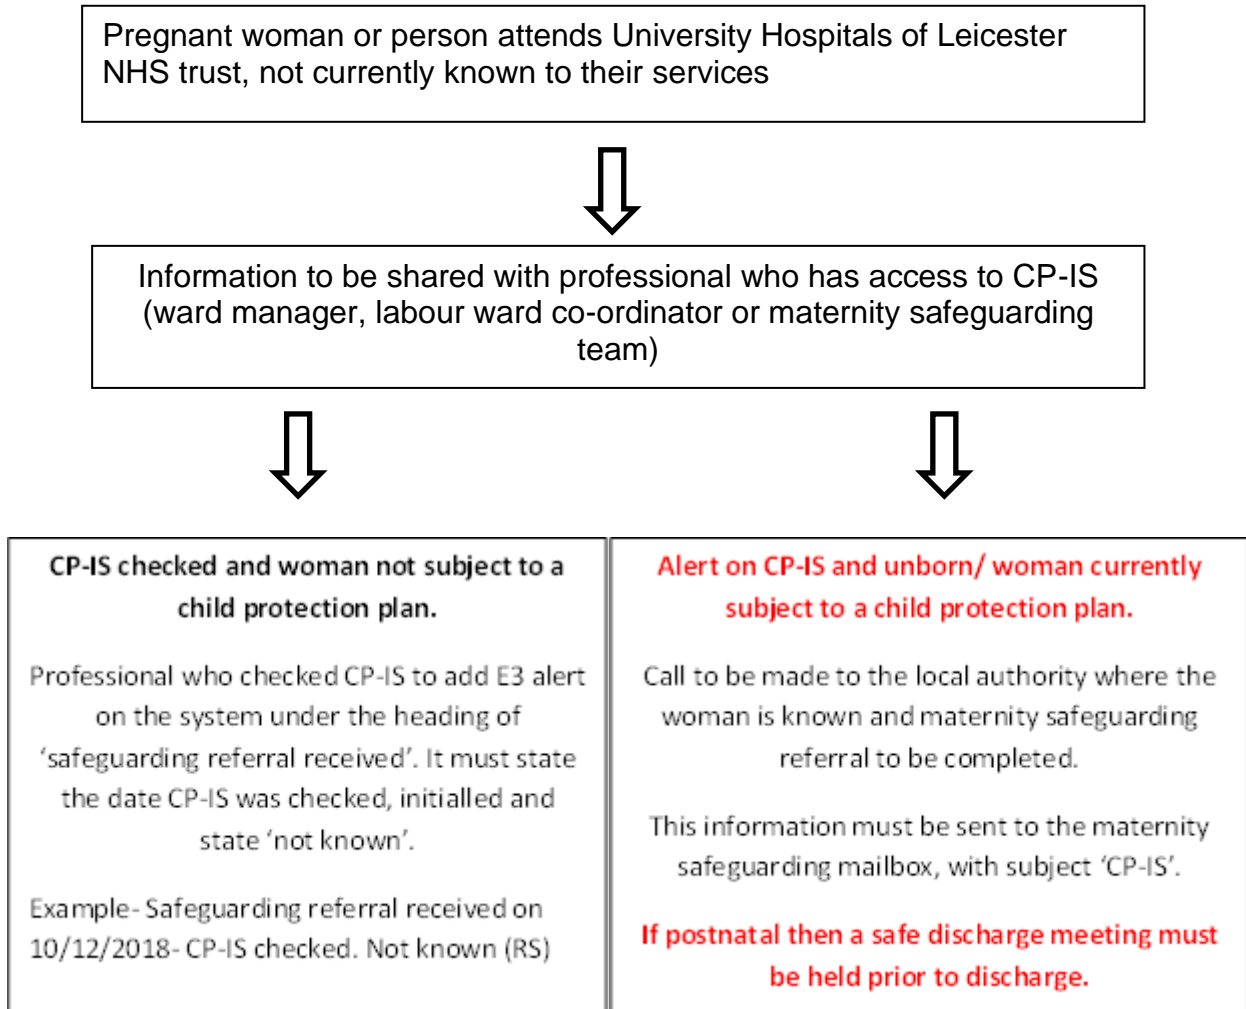 Pregnant woman or person attends University Hospitals of Leicester
NHS trust, not currently known to their services
Information to be shared with professional who has access to CP-IS
(ward manager, labour ward co-ordinator or maternity safeguarding
team)
CP-IS checked and woman not subject to a
child protection plan.
Professional who checked CP-IS to add E3 alert
on the system under the heading of
‘safeguarding referral received’. It must state
the date CP-IS was checked, initialled and
state ‘not known’.
Example- Safeguarding referral received on
10/12/2018- CP-IS checked. Not known (RS)
Alert on CP-IS and unborn/ woman currently
subject to a child protection plan.
Call to be made to the local authority where the
woman is known and maternity safeguarding
referral to be completed.
This information must be sent to the maternity
safeguarding mailbox, with subject ‘CP-IS’.
If postnatal then a safe discharge meeting must
be held prior to discharge.